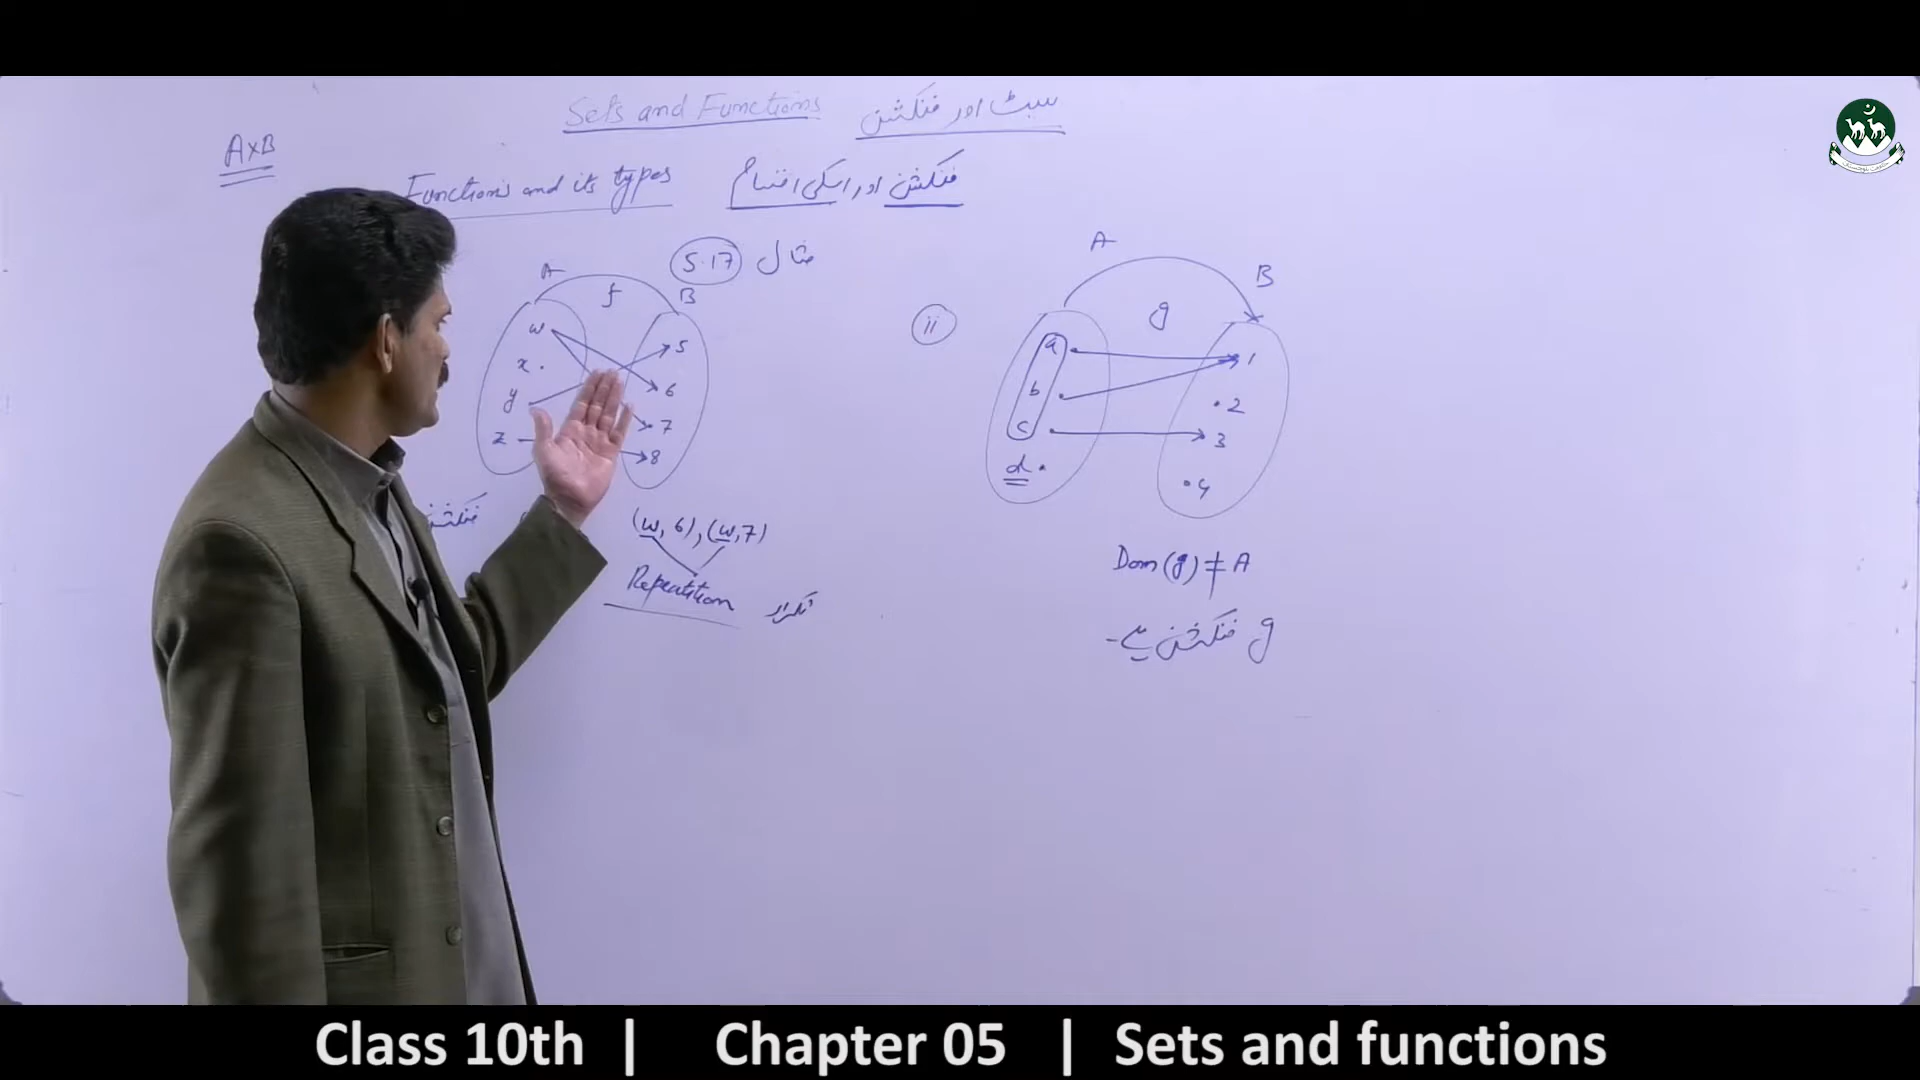 Sets and Functions سیٹ اور فنکشن
A×B
Functions and its types فنکشن اور اسکی اقسام
مثال 5.17
A f B
w x y z
5 6 7 8
فنکشن
(w, 6), (w, 7)
Repeatition تکرار
ii
A g B
a b c d
1 2 3 4
Dom(g) ≠ A
g فنکشن ہے-
Class 10th | Chapter 05 | Sets and functions